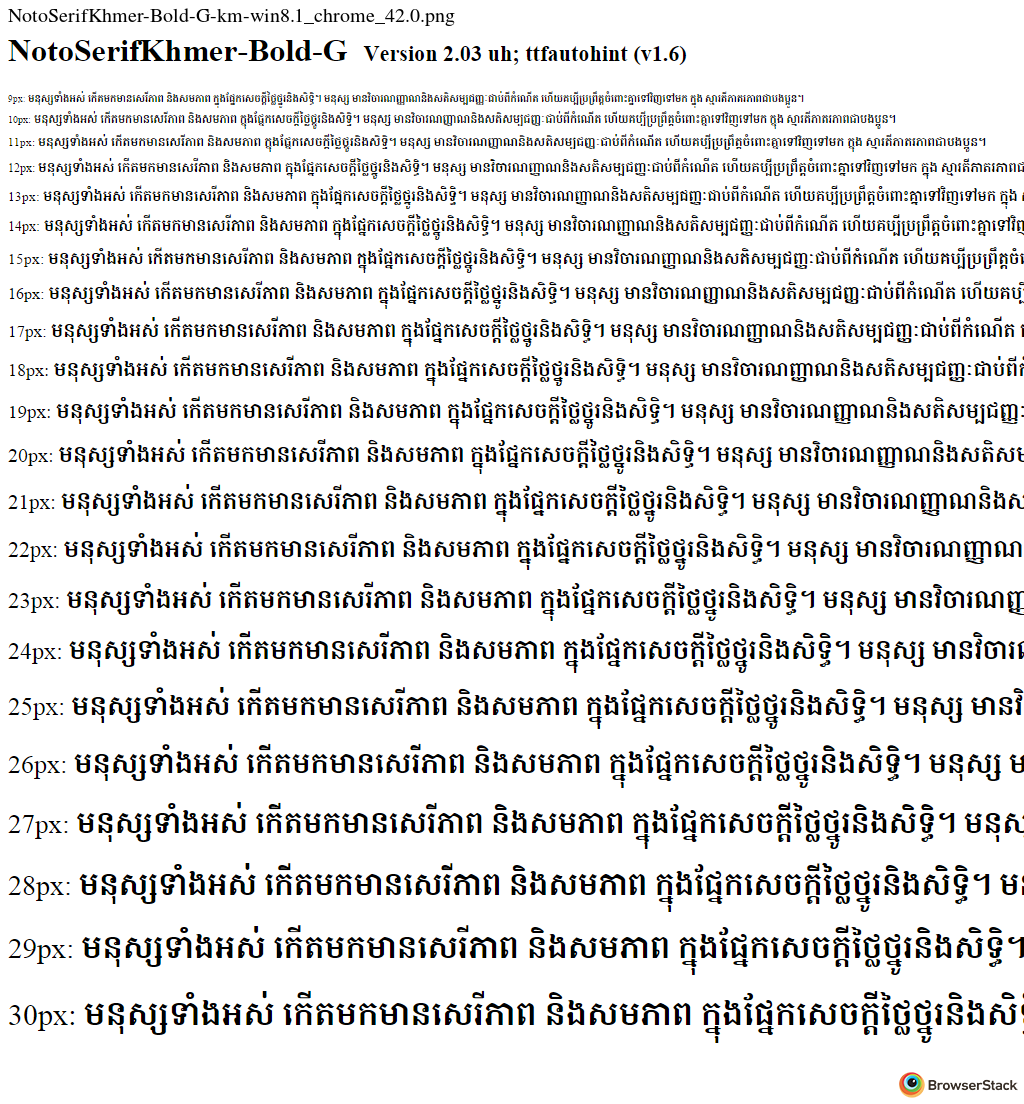 NotoSerifKhmer-Bold-G-km-win8.1_chrome_42.0.png
NotoSerifKhmer-Bold-G Version 2.03 uh; ttfautohint (v1.6)
9px: មនុស្សទាំងអស់ កើតមកមានសេរីភាព និងសមភាព ក្នុងផ្នែកសេចក្ដីថ្លៃថ្នូរនិងសិទ្ធិ។ មនុស្ស មានវិចារណញ្ញាណនិងសតិសម្បជញ្ញៈជាប់ពីកំណើត ហើយគប្បីប្រព្រឹត្តចំពោះគ្នាទៅវិញទៅមក ក្នុង ស្មារតីភាតរភាពជាបងប្អូន។
10px: មនុស្សទាំងអស់ កើតមកមានសេរីភាព និងសមភាព ក្នុងផ្នែកសេចក្ដីថ្លៃថ្នូរនិងសិទ្ធិ។ មនុស្ស មានវិចារណញ្ញាណនិងសតិសម្បជញ្ញៈជាប់ពីកំណើត ហើយគប្បីប្រព្រឹត្តចំពោះគ្នាទៅវិញទៅមក ក្នុង ស្មារតីភាតរភាពជាបងប្អូន។
11px: មនុស្សទាំងអស់ កើតមកមានសេរីភាព និងសមភាព ក្នុងផ្នែកសេចក្ដីថ្លៃថ្នូរនិងសិទ្ធិ។ មនុស្ស មានវិចារណញ្ញាណនិងសតិសម្បជញ្ញៈជាប់ពីកំណើត ហើយគប្បីប្រព្រឹត្តចំពោះគ្នាទៅវិញទៅមក ក្នុង ស្មារតីភាតរភាពជាបងប្អូន។
12px: មនុស្សទាំងអស់ កើតមកមានសេរីភាព និងសមភាព ក្នុងផ្នែកសេចក្ដីថ្លៃថ្នូរនិងសិទ្ធិ។ មនុស្ស មានវិចារណញ្ញាណនិងសតិសម្បជញ្ញៈជាប់ពីកំណើត ហើយគប្បីប្រព្រឹត្តចំពោះគ្នាទៅវិញទៅមក ក្នុង ស្មារតីភាតរភាពជា
13px: មនុស្សទាំងអស់ កើតមកមានសេរីភាព និងសមភាព ក្នុងផ្នែកសេចក្ដីថ្លៃថ្នូរនិងសិទ្ធិ។ មនុស្ស មានវិចារណញ្ញាណនិងសតិសម្បជញ្ញៈជាប់ពីកំណើត ហើយគប្បីប្រព្រឹត្តចំពោះគ្នាទៅវិញទៅមក ក្នុង
14px: មនុស្សទាំងអស់ កើតមកមានសេរីភាព និងសមភាព ក្នុងផ្នែកសេចក្ដីថ្លៃថ្នូរនិងសិទ្ធិ។ មនុស្ស មានវិចារណញ្ញាណនិងសតិសម្បជញ្ញៈជាប់ពីកំណើត ហើយគប្បីប្រព្រឹត្តចំពោះគ្នាទៅវិញ
15px: មនុស្សទាំងអស់ កើតមកមានសេរីភាព និងសមភាព ក្នុងផ្នែកសេចក្ដីថ្លៃថ្នូរនិងសិទ្ធិ។ មនុស្ស មានវិចារណញ្ញាណនិងសតិសម្បជញ្ញៈជាប់ពីកំណើត ហើយគប្បីប្រព្រឹត្ត
16px: មនុស្សទាំងអស់ កើតមកមានសេរីភាព និងសមភាព ក្នុងផ្នែកសេចក្ដីថ្លៃថ្នូរនិងសិទ្ធិ។ មនុស្ស មានវិចារណញ្ញាណនិងសតិសម្បជញ្ញៈជាប់ពីកំណើត ហើយគប្បី
17px: មនុស្សទាំងអស់ កើតមកមានសេរីភាព និងសមភាព ក្នុងផ្នែកសេចក្ដីថ្លៃថ្នូរនិងសិទ្ធិ។ មនុស្ស មានវិចារណញ្ញាណនិងសតិសម្បជញ្ញៈជាប់ពីកំណើត
18px: មនុស្សទាំងអស់ កើតមកមានសេរីភាព និងសមភាព ក្នុងផ្នែកសេចក្ដីថ្លៃថ្នូរនិងសិទ្ធិ។ មនុស្ស មានវិចារណញ្ញាណនិងសតិសម្បជញ្ញៈជាប់ពី
19px: មនុស្សទាំងអស់ កើតមកមានសេរីភាព និងសមភាព ក្នុងផ្នែកសេចក្ដីថ្លៃថ្នូរនិងសិទ្ធិ។ មនុស្ស មានវិចារណញ្ញាណនិងសតិសម្បជញ្ញៈ
20px: មនុស្សទាំងអស់ កើតមកមានសេរីភាព និងសមភាព ក្នុងផ្នែកសេចក្ដីថ្លៃថ្នូរនិងសិទ្ធិ។ មនុស្ស មានវិចារណញ្ញាណនិងសតិសម
21px: មនុស្សទាំងអស់ កើតមកមានសេរីភាព និងសមភាព ក្នុងផ្នែកសេចក្ដីថ្លៃថ្នូរនិងសិទ្ធិ។ មនុស្ស មានវិចារណញ្ញាណនិងស
22px: មនុស្សទាំងអស់ កើតមកមានសេរីភាព និងសមភាព ក្នុងផ្នែកសេចក្ដីថ្លៃថ្នូរនិងសិទ្ធិ។ មនុស្ស មានវិចារណញ្ញាណ
23px: មនុស្សទាំងអស់ កើតមកមានសេរីភាព និងសមភាព ក្នុងផ្នែកសេចក្ដីថ្លៃថ្នូរនិងសិទ្ធិ។ មនុស្ស មានវិចារណញ្ញ
24px: មនុស្សទាំងអស់ កើតមកមានសេរីភាព និងសមភាព ក្នុងផ្នែកសេចក្ដីថ្លៃថ្នូរនិងសិទ្ធិ។ មនុស្ស មានវិចារ
25px: មនុស្សទាំងអស់ កើតមកមានសេរីភាព និងសមភាព ក្នុងផ្នែកសេចក្ដីថ្លៃថ្នូរនិងសិទ្ធិ។ មនុស្ស មានវិ
26px: មនុស្សទាំងអស់ កើតមកមានសេរីភាព និងសមភាព ក្នុងផ្នែកសេចក្ដីថ្លៃថ្នូរនិងសិទ្ធិ។ មនុស្ស ម
27px: មនុស្សទាំងអស់ កើតមកមានសេរីភាព និងសមភាព ក្នុងផ្នែកសេចក្ដីថ្លៃថ្នូរនិងសិទ្ធិ។ មនុស
28px: មនុស្សទាំងអស់ កើតមកមានសេរីភាព និងសមភាព ក្នុងផ្នែកសេចក្ដីថ្លៃថ្នូរនិងសិទ្ធិ។ មន
29px: មនុស្សទាំងអស់ កើតមកមានសេរីភាព និងសមភាព ក្នុងផ្នែកសេចក្ដីថ្លៃថ្នូរនិងសិទ្ធិ។
30px: មនុស្សទាំងអស់ កើតមកមានសេរីភាព និងសមភាព ក្នុងផ្នែកសេចក្ដីថ្លៃថ្នូរនិងសិ
BrowserStack